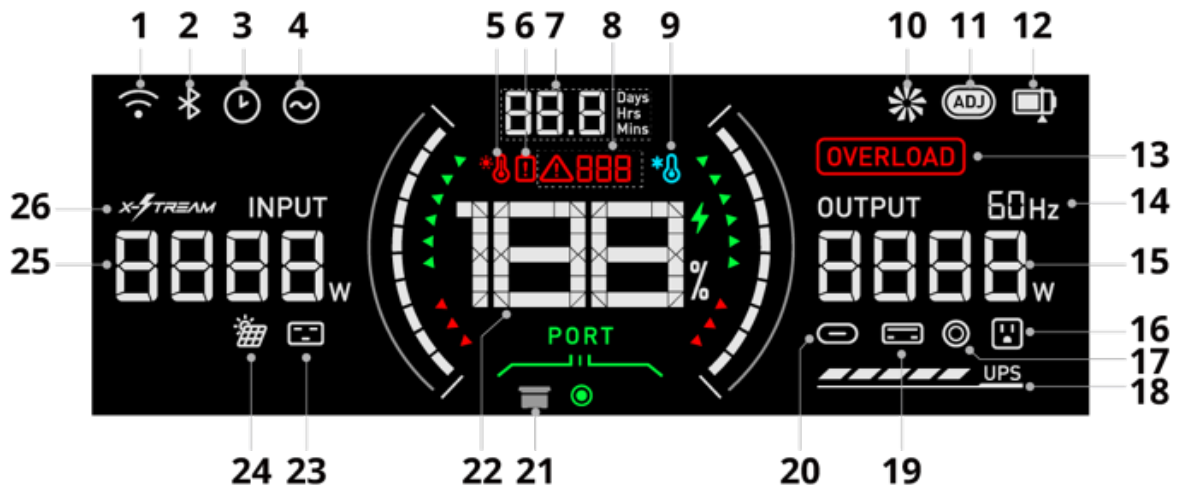 1 2 3 4 5 6 7 8 9 10 11 12
88.8 Days
Hrs
Mins
ADJ
888
OVERLOAD
13
26 X-STREAM INPUT
OUTPUT 60Hz 14
25 8888 W
188 %
8888 W 15
PORT
16
17
UPS 18
24 23 22 21 20 19